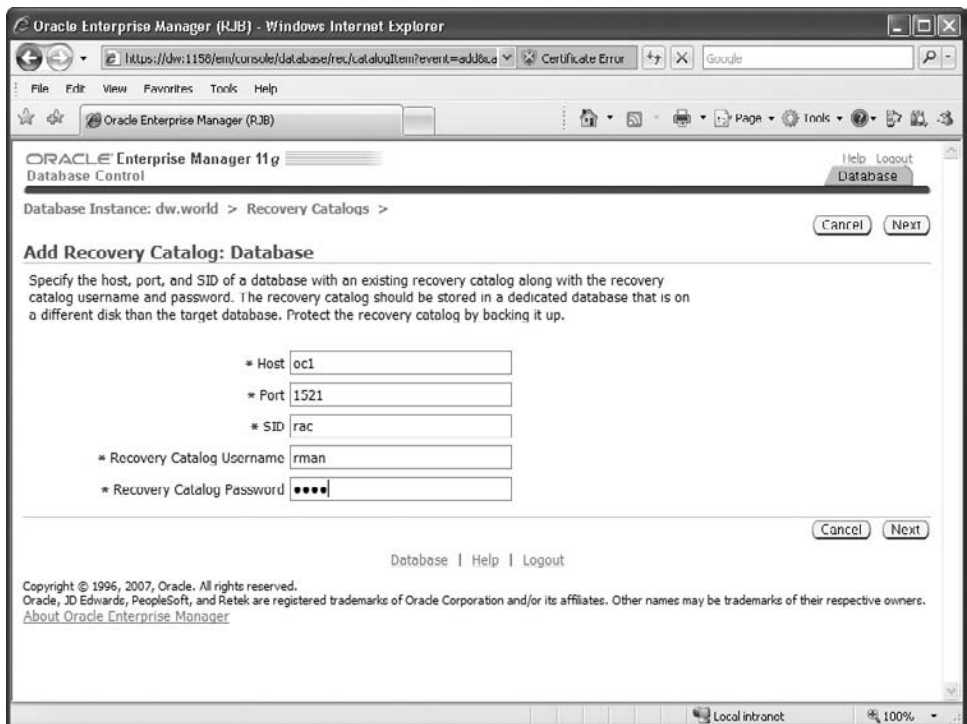 Oracle Enterprise Manager (RJB) - Windows Internet Explorer
https://dw:1158/em/console/database/rec/catalogItem?event=add&ca
Certificate Error
Google
File Edit View Favorites Tools Help
Oracle Enterprise Manager (RJB)
Page Tools
ORACLE Enterprise Manager 11g
Database Control
Help Logout
Database
Database Instance: dw.world > Recovery Catalogs >
Cancel Next
Add Recovery Catalog: Database
Specify the host, port, and SID of a database with an existing recovery catalog along with the recovery
catalog username and password. The recovery catalog should be stored in a dedicated database that is on
a different disk than the target database. Protect the recovery catalog by backing it up.
* Host oc1
* Port 1521
* SID rac
* Recovery Catalog Username rman
* Recovery Catalog Password ••••
Cancel Next
Database | Help | Logout
Copyright © 1996, 2007, Oracle. All rights reserved.
Oracle, JD Edwards, PeopleSoft, and Retek are registered trademarks of Oracle Corporation and/or its affiliates. Other names may be trademarks of their respective owners.
About Oracle Enterprise Manager
Local intranet
100%